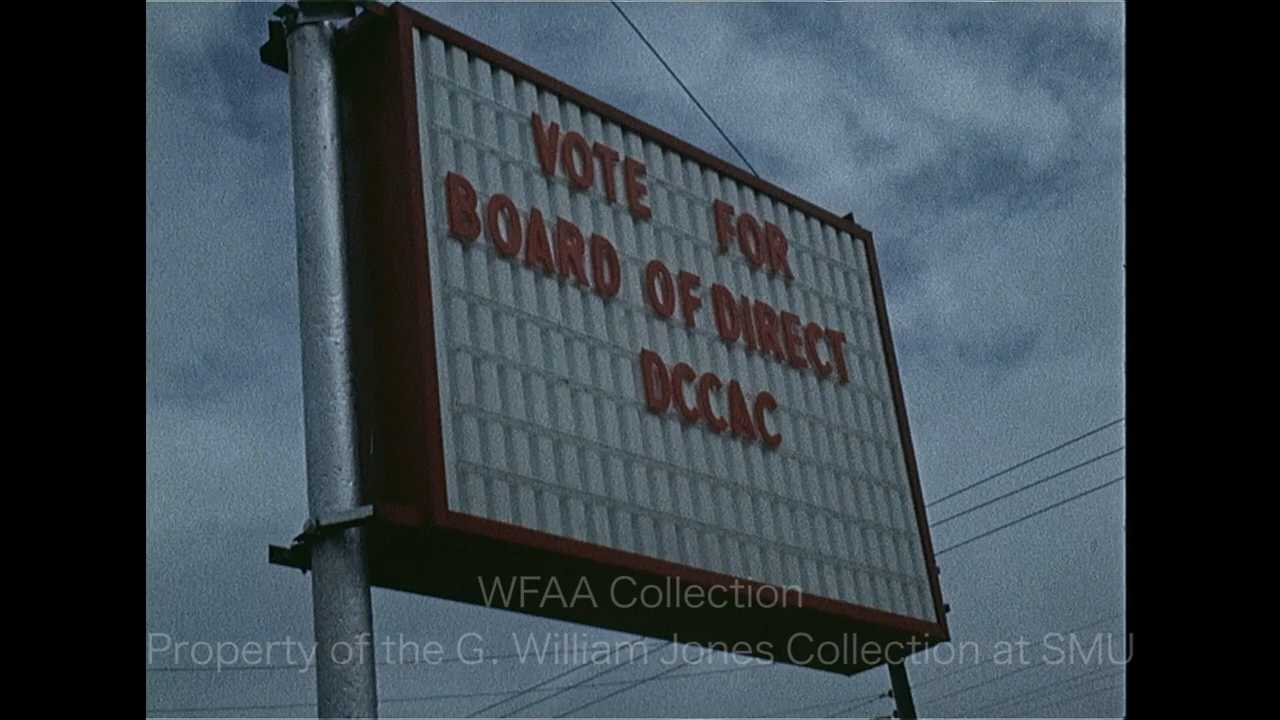 VOTE FOR
BOARD OF DIRECT
DCCAC
WFAA Collection
Property of the G. William Jones Collection at SMU